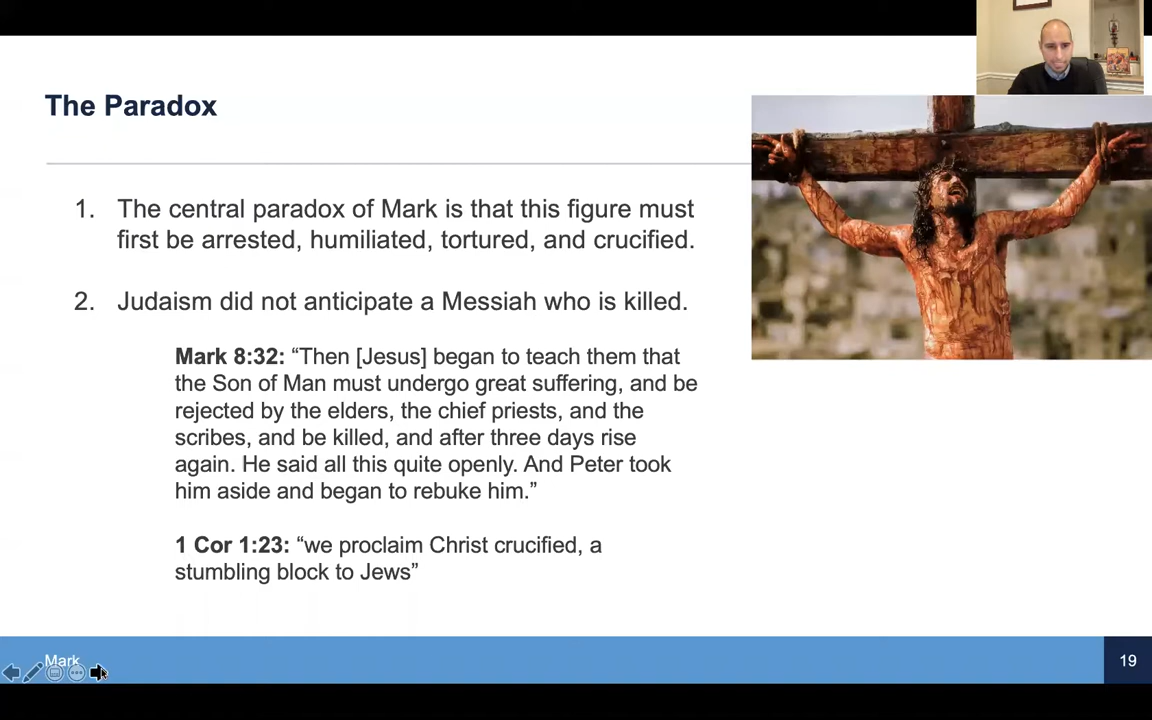 The Paradox
1. The central paradox of Mark is that this figure must
first be arrested, humiliated, tortured, and crucified.
2. Judaism did not anticipate a Messiah who is killed.
Mark 8:32: “Then [Jesus] began to teach them that
the Son of Man must undergo great suffering, and be
rejected by the elders, the chief priests, and the
scribes, and be killed, and after three days rise
again. He said all this quite openly. And Peter took
him aside and began to rebuke him.”
1 Cor 1:23: “we proclaim Christ crucified, a
stumbling block to Jews”
Mark
19